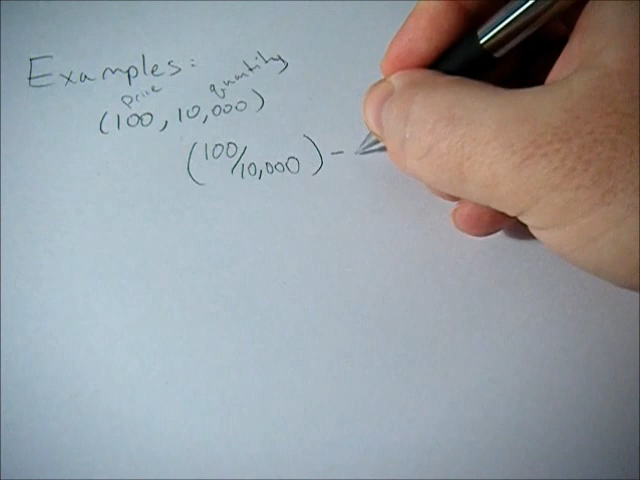 Examples:
price quantity
(100, 10,000)
(100/10,000) -